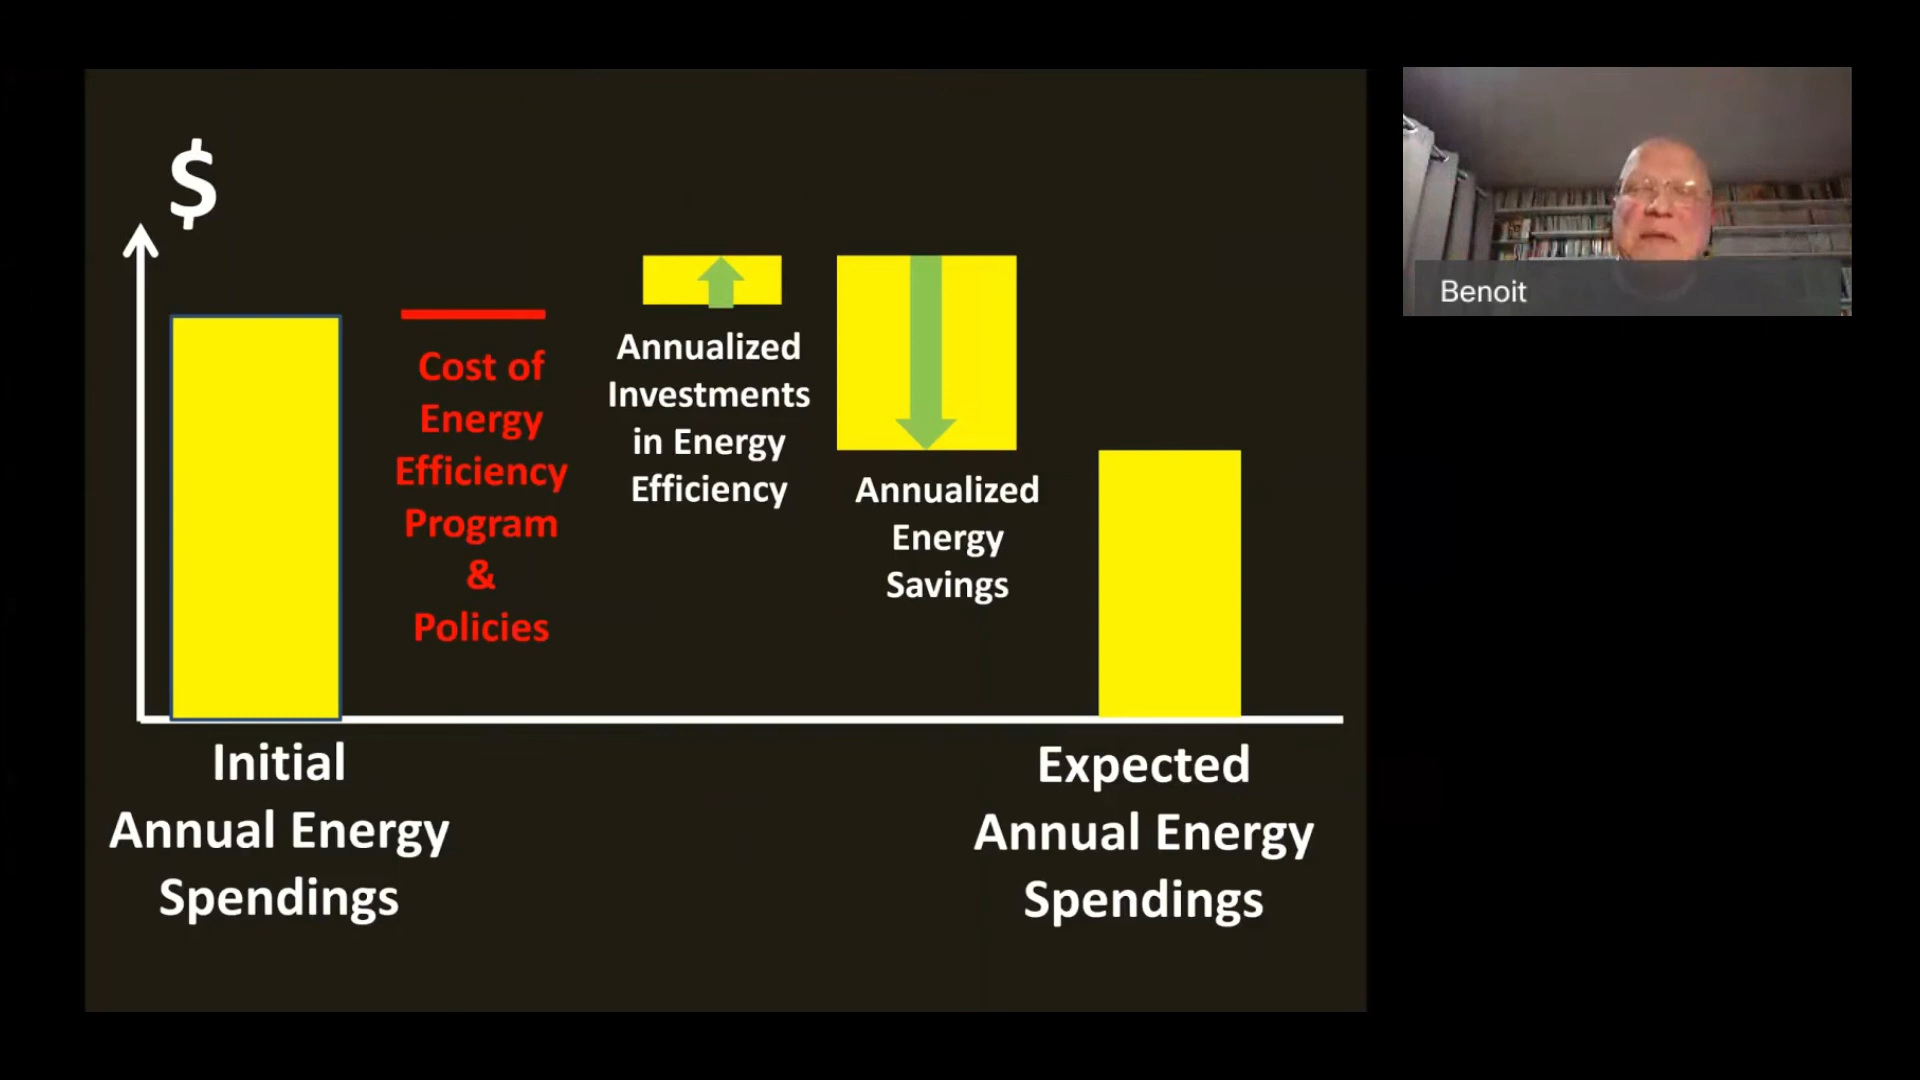 $
Cost of
Energy
Efficiency
Program
&
Policies
Annualized
Investments
in Energy
Efficiency
Annualized
Energy
Savings
Initial
Annual Energy
Spendings
Expected
Annual Energy
Spendings
Benoit